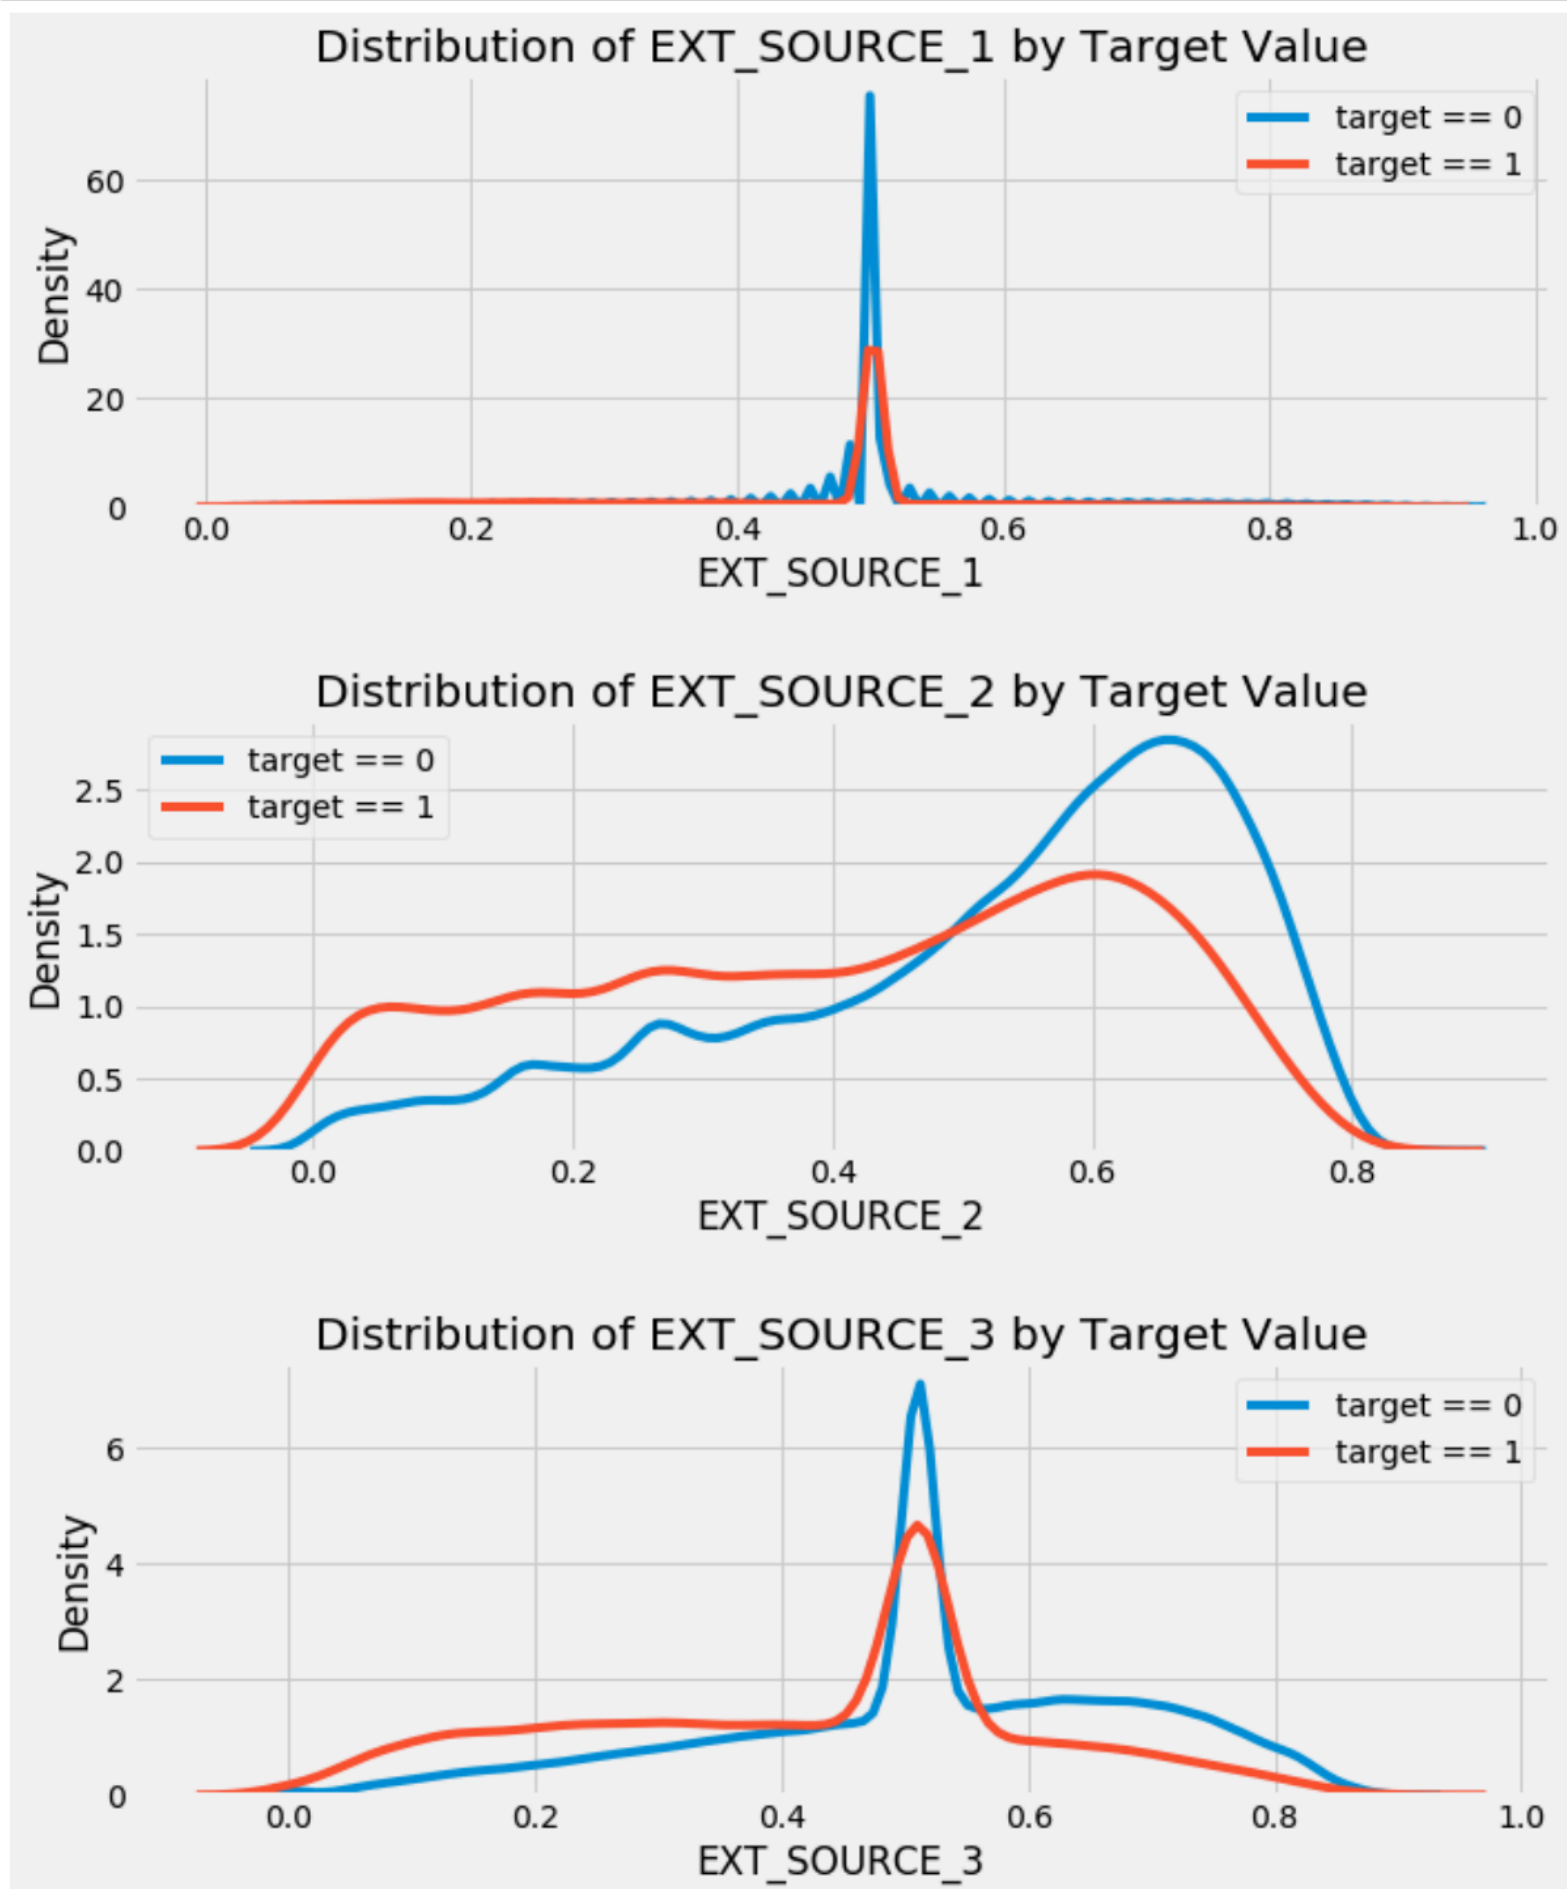 Distribution of EXT_SOURCE_1 by Target Value
target == 0
target == 1
Density
60
40
20
0
0.0 0.2 0.4 0.6 0.8 1.0
EXT_SOURCE_1
Distribution of EXT_SOURCE_2 by Target Value
target == 0
target == 1
Density
2.5
2.0
1.5
1.0
0.5
0.0
0.0 0.2 0.4 0.6 0.8
EXT_SOURCE_2
Distribution of EXT_SOURCE_3 by Target Value
target == 0
target == 1
Density
6
4
2
0
0.0 0.2 0.4 0.6 0.8 1.0
EXT_SOURCE_3